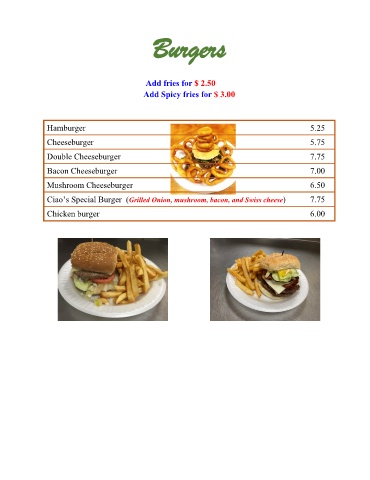 Burgers
Add fries for $ 2.50
Add Spicy fries for $ 3.00
Hamburger 5.25
Cheeseburger 5.75
Double Cheeseburger 7.75
Bacon Cheeseburger 7.00
Mushroom Cheeseburger 6.50
Ciao's Special Burger (Grilled Onion, mushroom, bacon, and Swiss cheese) 7.75
Chicken burger 6.00